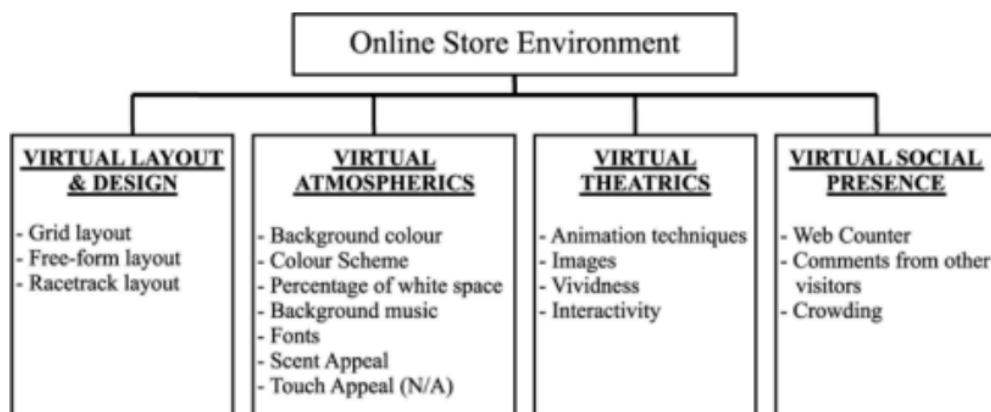 Online Store Environment
VIRTUAL LAYOUT
& DESIGN
- Grid layout
- Free-form layout
- Racetrack layout
VIRTUAL
ATMOSPHERICS
- Background colour
- Colour Scheme
- Percentage of white space
- Background music
- Fonts
- Scent Appeal
- Touch Appeal (N/A)
VIRTUAL
THEATRICS
- Animation techniques
- Images
- Vividness
- Interactivity
VIRTUAL SOCIAL
PRESENCE
- Web Counter
- Comments from other
visitors
- Crowding